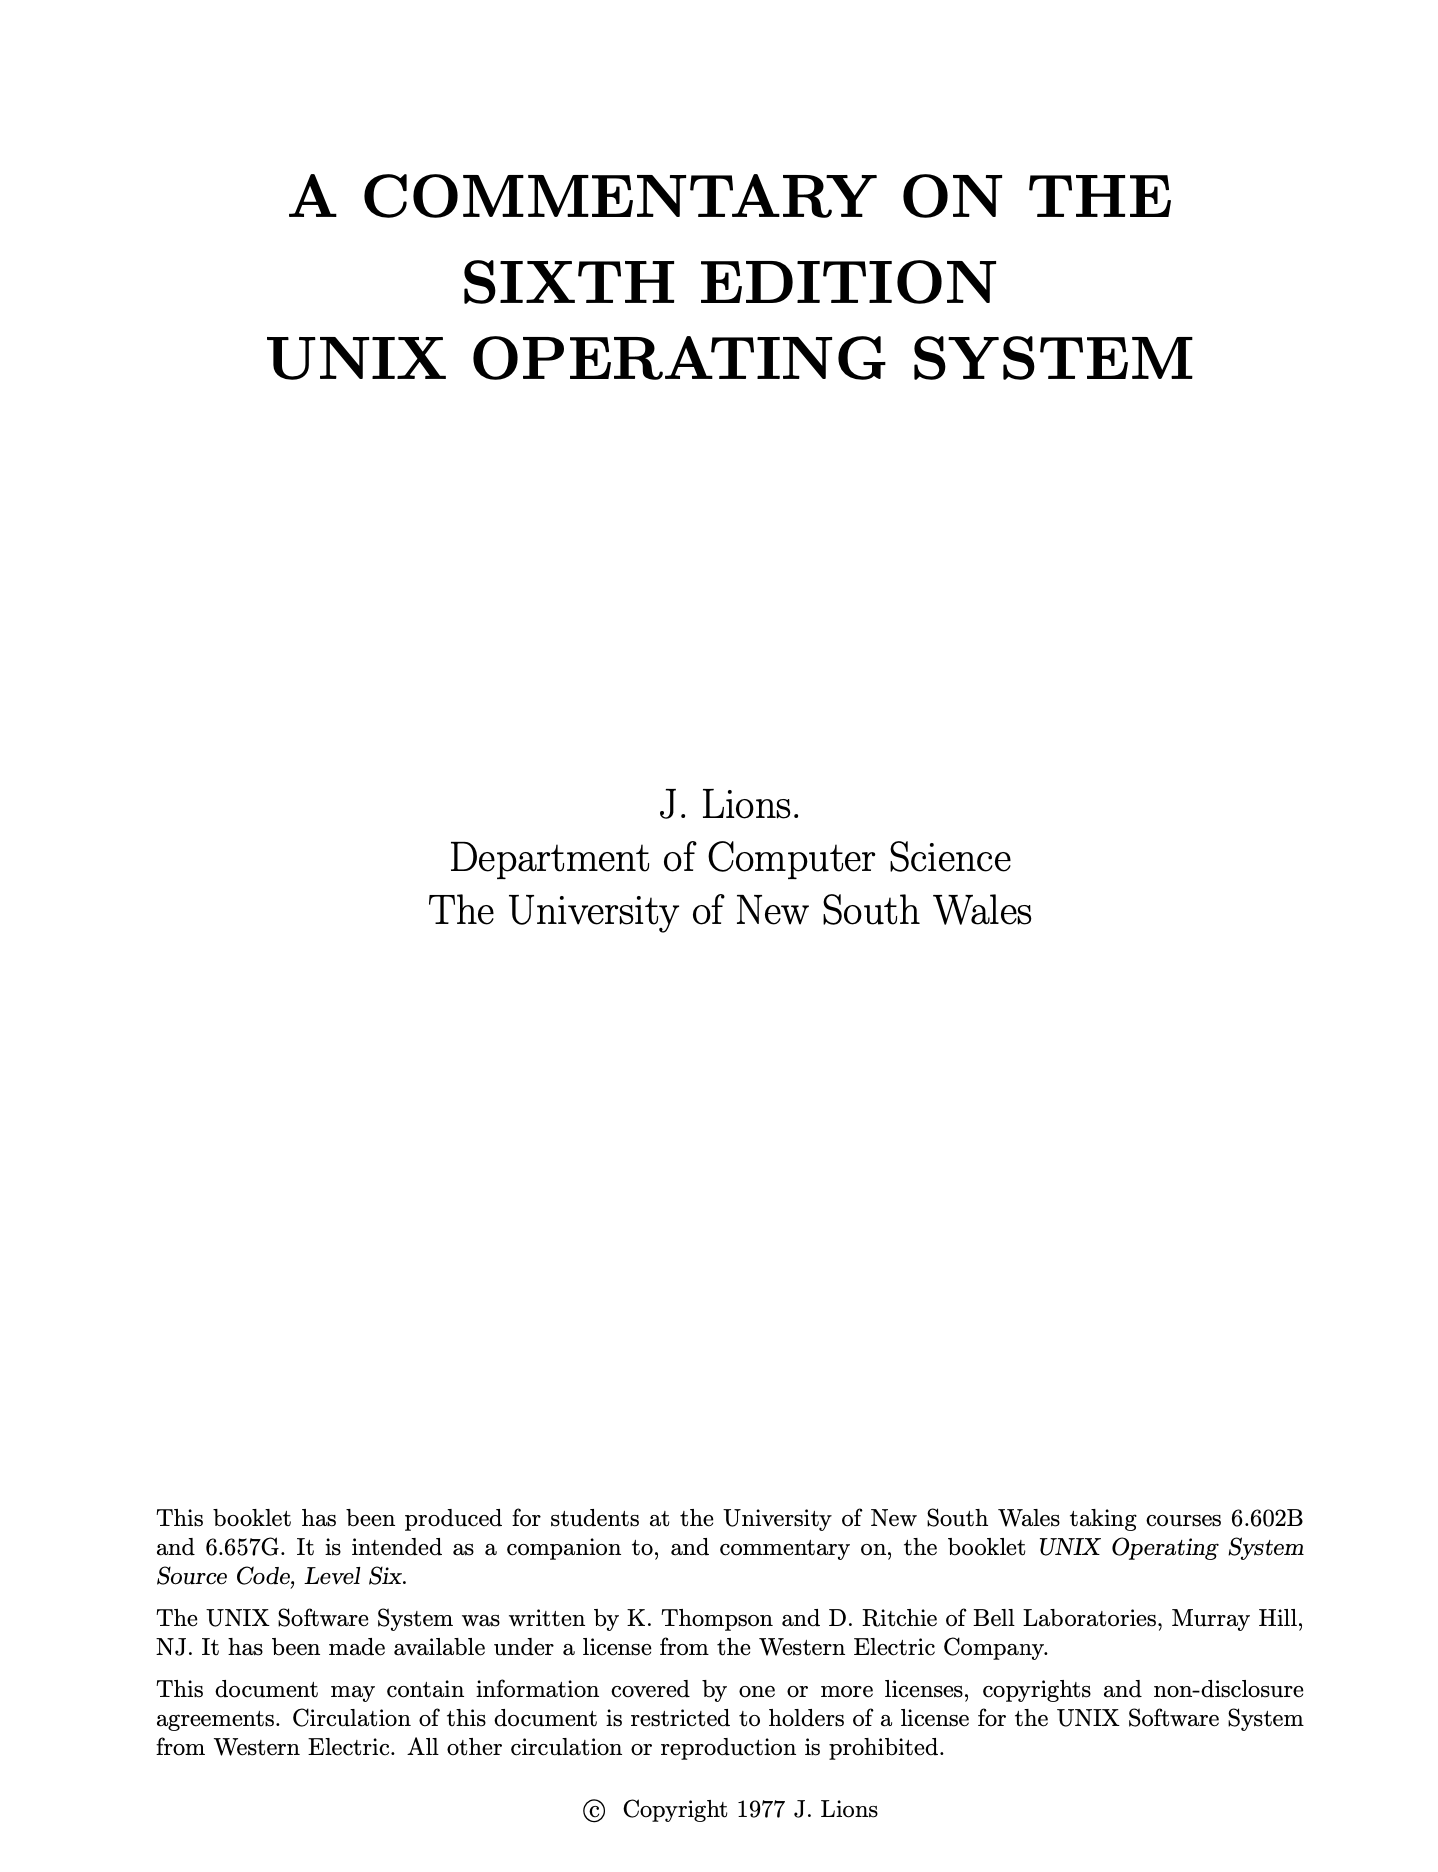 A COMMENTARY ON THE
SIXTH EDITION
UNIX OPERATING SYSTEM
J. Lions.
Department of Computer Science
The University of New South Wales
This booklet has been produced for students at the University of New South Wales taking courses 6.602B
and 6.657G. It is intended as a companion to, and commentary on, the booklet UNIX Operating System
Source Code, Level Six.
The UNIX Software System was written by K. Thompson and D. Ritchie of Bell Laboratories, Murray Hill,
NJ. It has been made available under a license from the Western Electric Company.
This document may contain information covered by one or more licenses, copyrights and non-disclosure
agreements. Circulation of this document is restricted to holders of a license for the UNIX Software System
from Western Electric. All other circulation or reproduction is prohibited.
© Copyright 1977 J. Lions